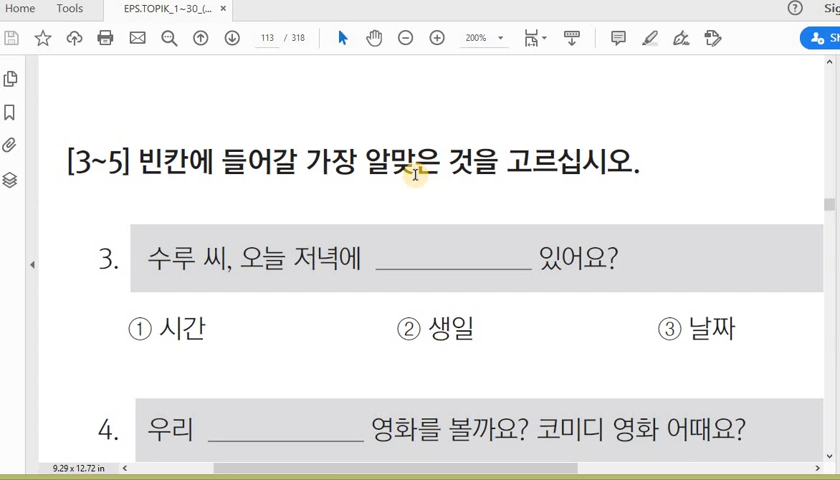 Home Tools EPS.TOPIK_1~30_(... × ?
113 / 318 200%
[3~5] 빈칸에 들어갈 가장 알맞은 것을 고르십시오.
3. 수루 씨, 오늘 저녁에 ____________ 있어요?
① 시간 ② 생일 ③ 날짜
4. 우리 ____________ 영화를 볼까요? 코미디 영화 어때요?
9.29 x 12.72 in